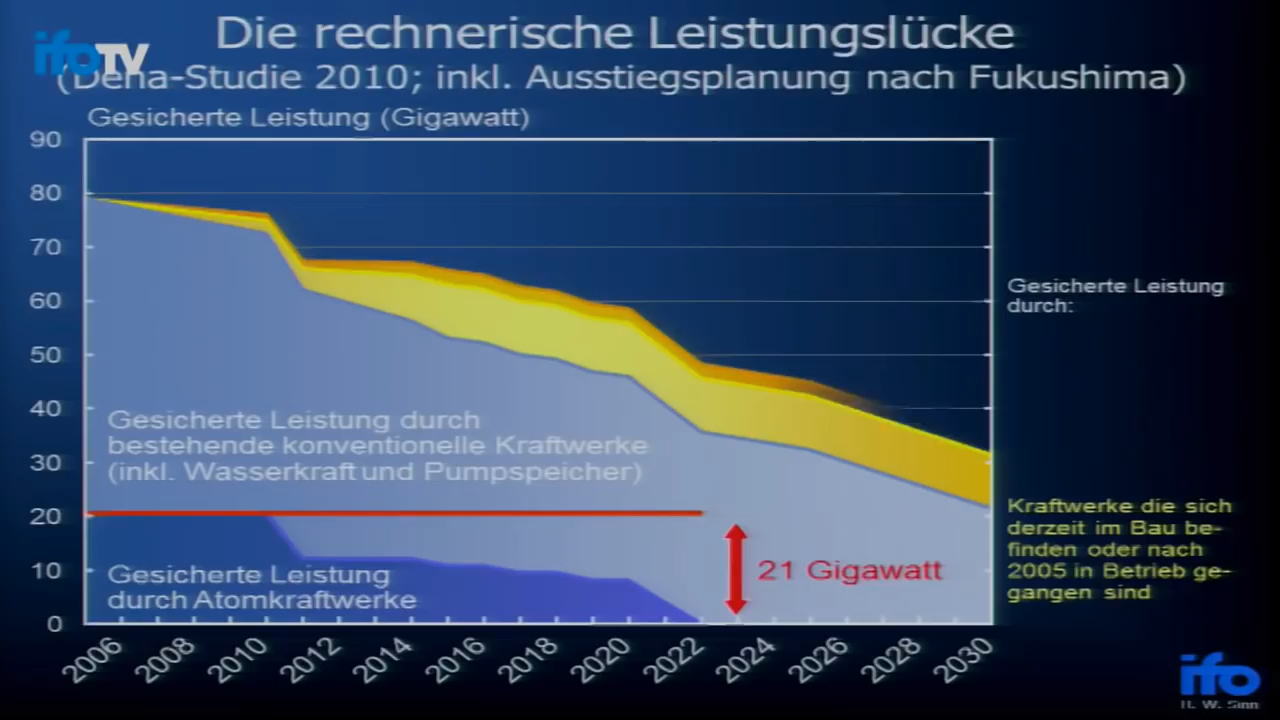 Die rechnerische Leistungslücke
ifo TV
(Dena-Studie 2010; inkl. Ausstiegsplanung nach Fukushima)
Gesicherte Leistung (Gigawatt)
90
80
70
60
50
40
30
20
10
0
Gesicherte Leistung
durch:
Gesicherte Leistung durch
bestehende konventionelle Kraftwerke
(inkl. Wasserkraft und Pumpspeicher)
Kraftwerke die sich
derzeit im Bau be-
finden oder nach
2005 in Betrieb ge-
gangen sind
21 Gigawatt
Gesicherte Leistung
durch Atomkraftwerke
2006 2008 2010 2012 2014 2016 2018 2020 2022 2024 2026 2028 2030
ifo
H. W. Sinn